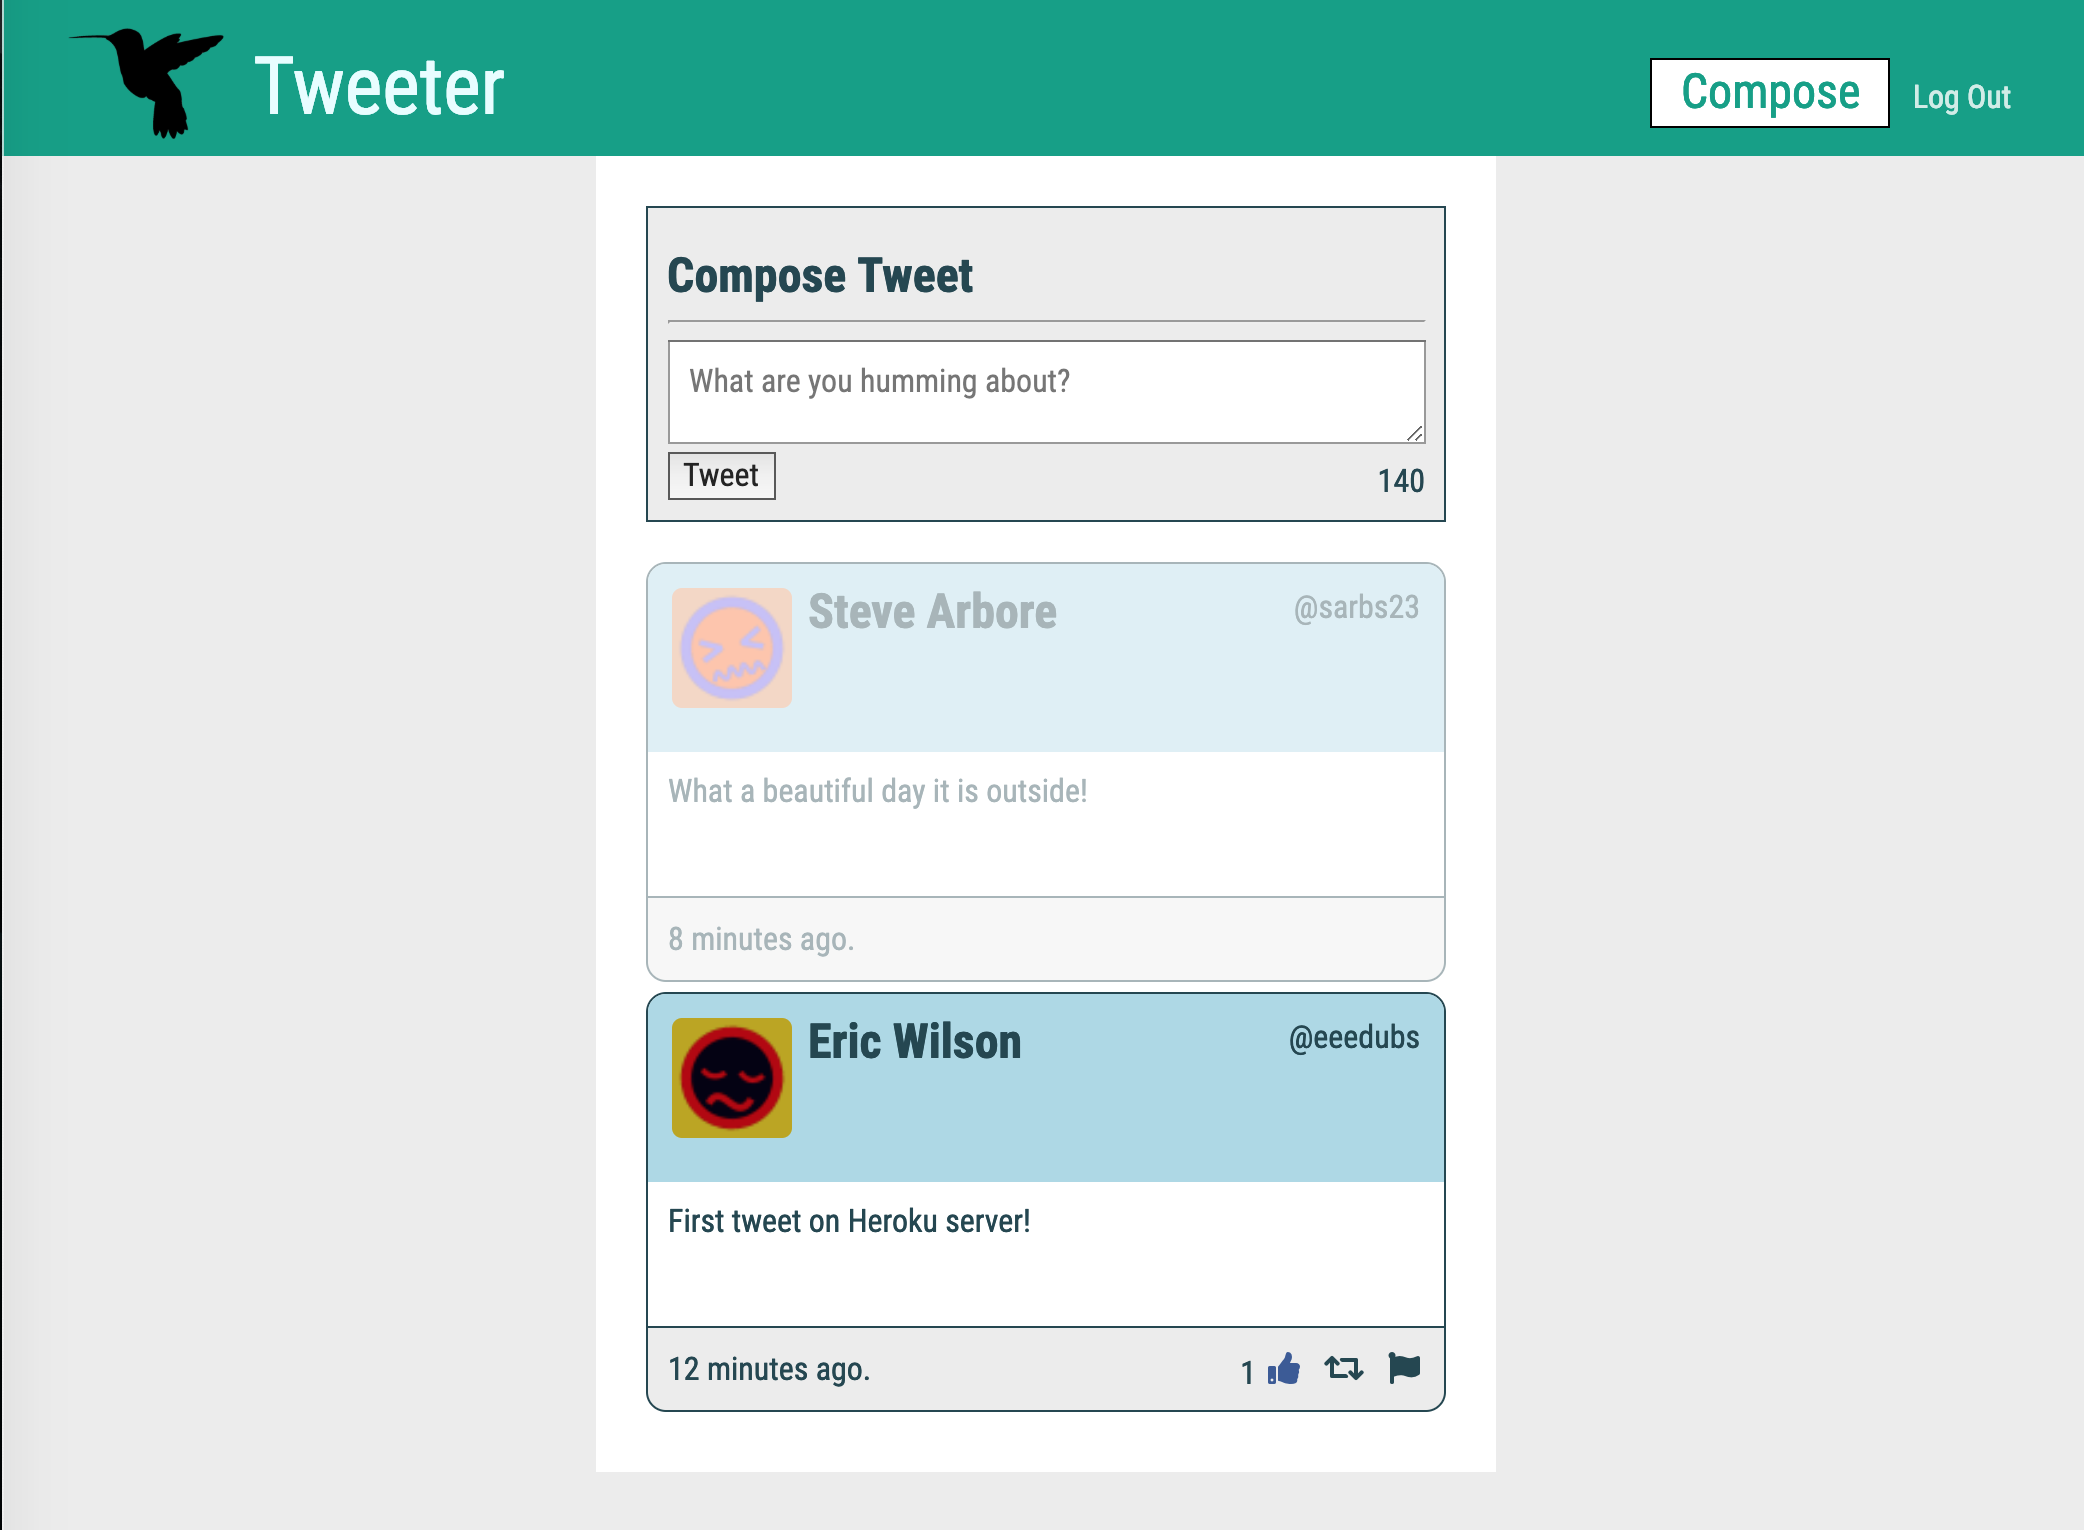 Tweeter
Compose
Log Out
Compose Tweet
What are you humming about?
Tweet
140
Steve Arbore
@sarbs23
What a beautiful day it is outside!
8 minutes ago.
Eric Wilson
@eeedubs
First tweet on Heroku server!
12 minutes ago.
1